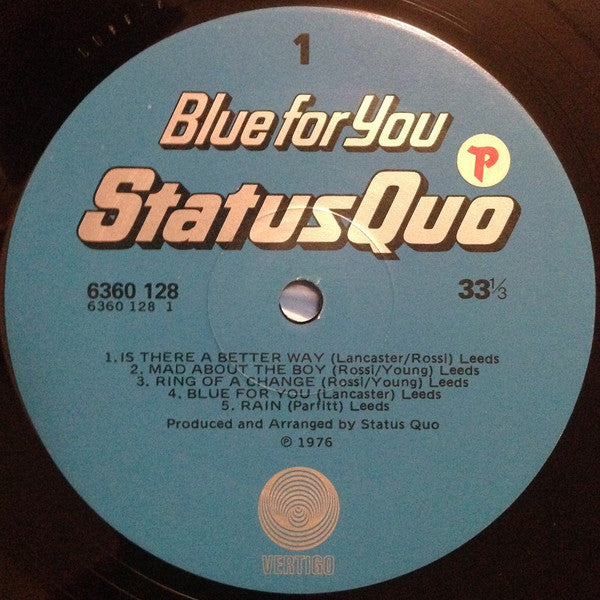 1
Blue for You
P
Status Quo
6360 128
6360 128 1
33⅓
1. IS THERE A BETTER WAY (Lancaster/Rossi) Leeds
2. MAD ABOUT THE BOY (Rossi/Young) Leeds
3. RING OF A CHANGE (Rossi/Young) Leeds
4. BLUE FOR YOU (Lancaster) Leeds
5. RAIN (Parfitt) Leeds
Produced and Arranged by Status Quo
℗ 1976
VERTIGO